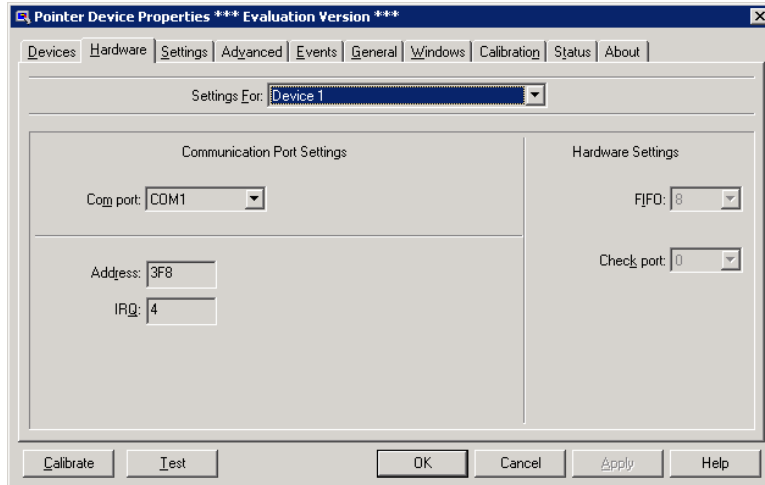 Pointer Device Properties *** Evaluation Version ***
Devices Hardware Settings Advanced Events General Windows Calibration Status About
Settings For: Device 1
Communication Port Settings
Hardware Settings
Com port: COM1
FIFO: 8
Address: 3F8
Check port: 0
IRQ: 4
Calibrate Test OK Cancel Apply Help